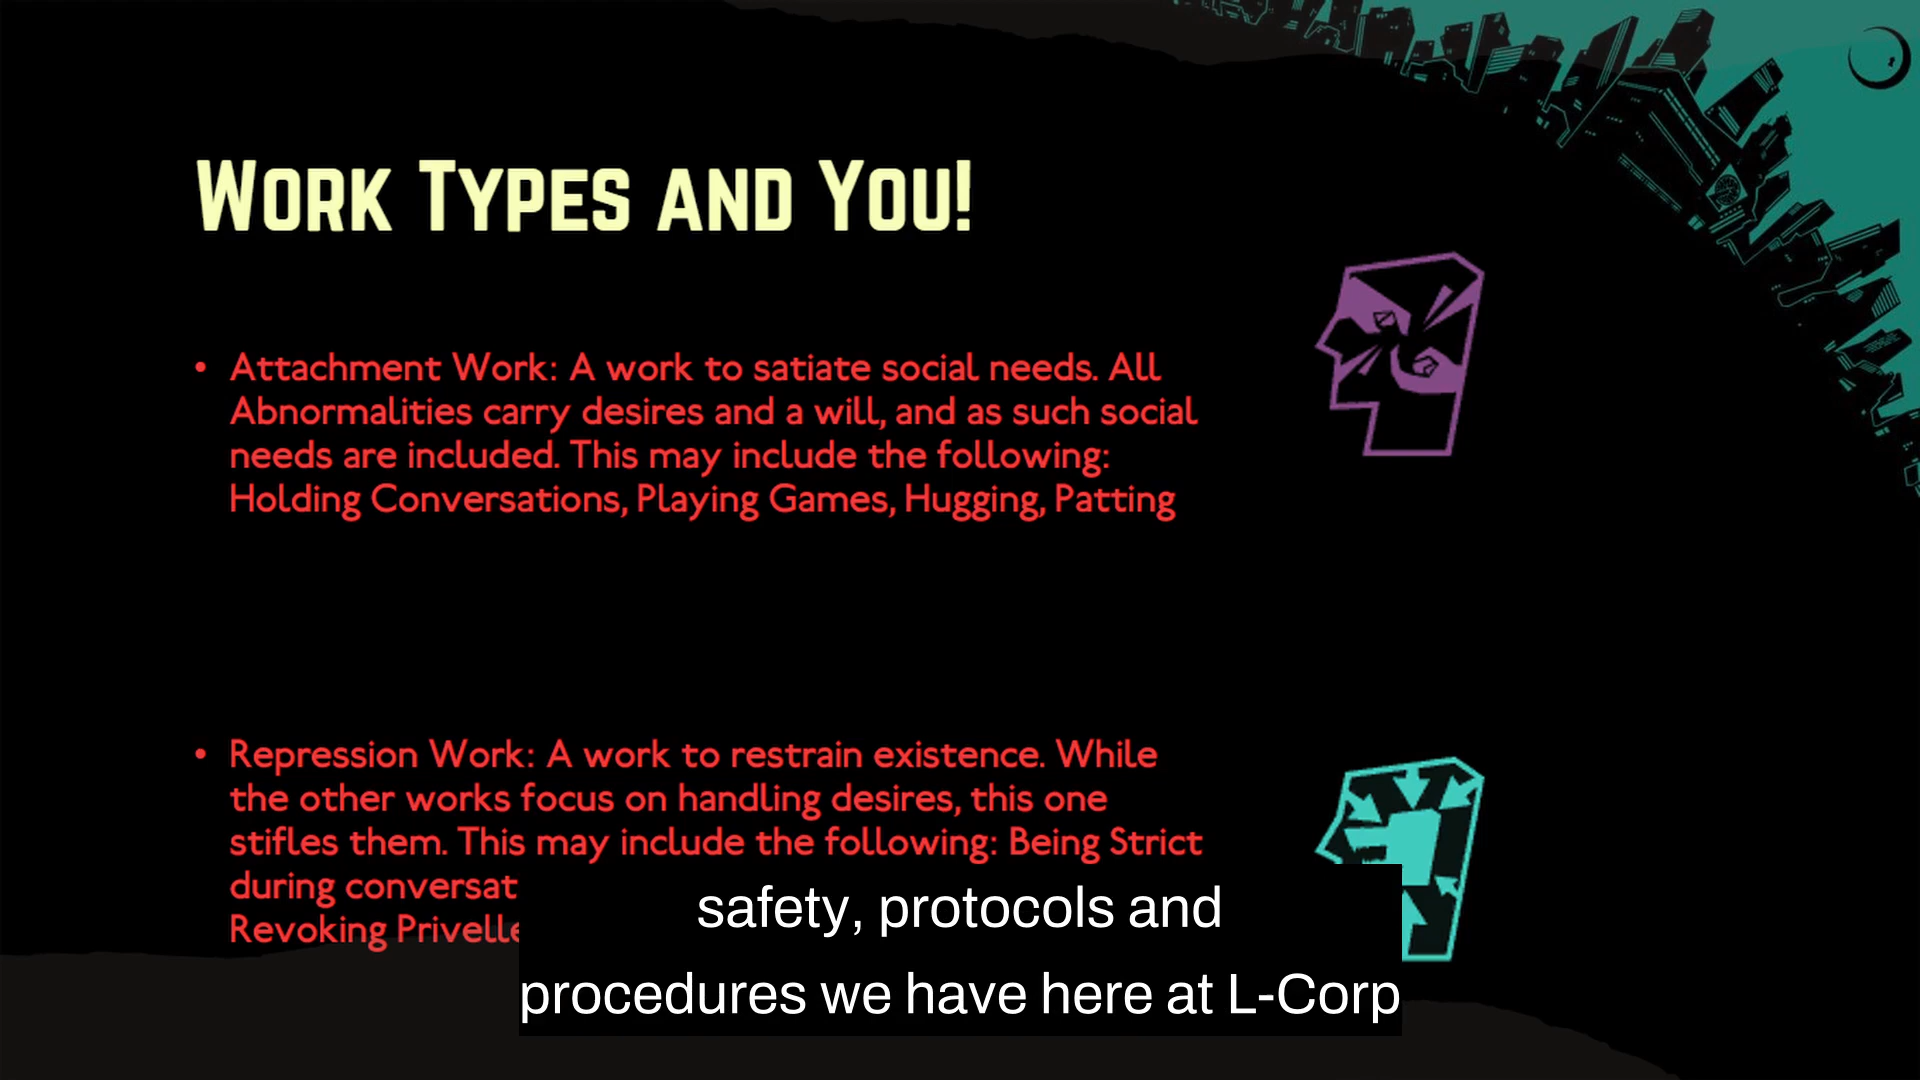 Work Types and You!
• Attachment Work: A work to satiate social needs. All
Abnormalities carry desires and a will, and as such social
needs are included. This may include the following:
Holding Conversations, Playing Games, Hugging, Patting
• Repression Work: A work to restrain existence. While
the other works focus on handling desires, this one
stifles them. This may include the following: Being Strict
during
Revoking
safety, protocols and
procedures we have here at L-Corp